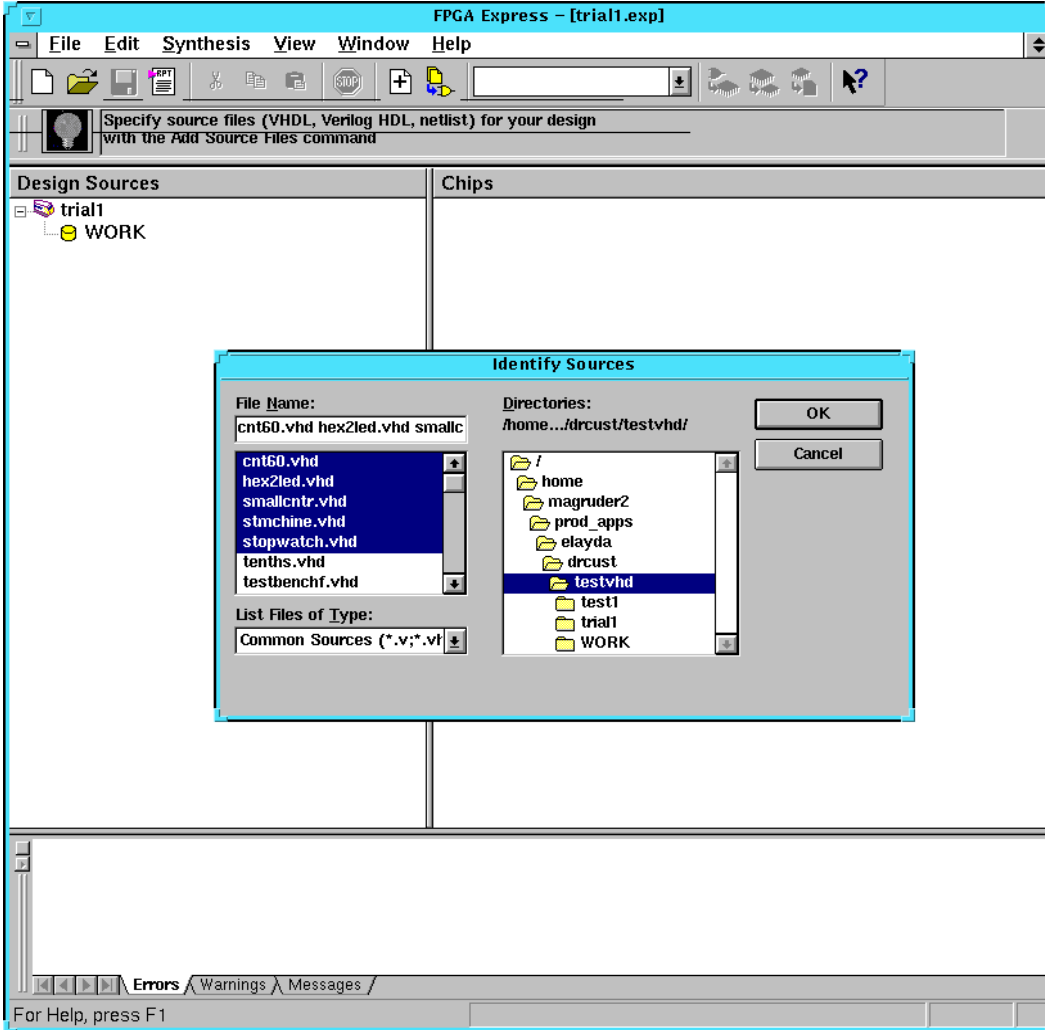 FPGA Express – [trial1.exp]
File Edit Synthesis View Window Help
RPT STOP ?
Specify source files (VHDL, Verilog HDL, netlist) for your design
with the Add Source Files command
Design Sources
Chips
trial1
WORK
Identify Sources
File Name:
cnt60.vhd hex2led.vhd smallc
cnt60.vhd
hex2led.vhd
smallcntr.vhd
stmchine.vhd
stopwatch.vhd
tenths.vhd
testbenchf.vhd
List Files of Type:
Common Sources (*.v;*.vh
Directories:
/home.../drcust/testvhd/
/
home
magruder2
prod_apps
elayda
drcust
testvhd
test1
trial1
WORK
OK
Cancel
Errors Warnings Messages
For Help, press F1